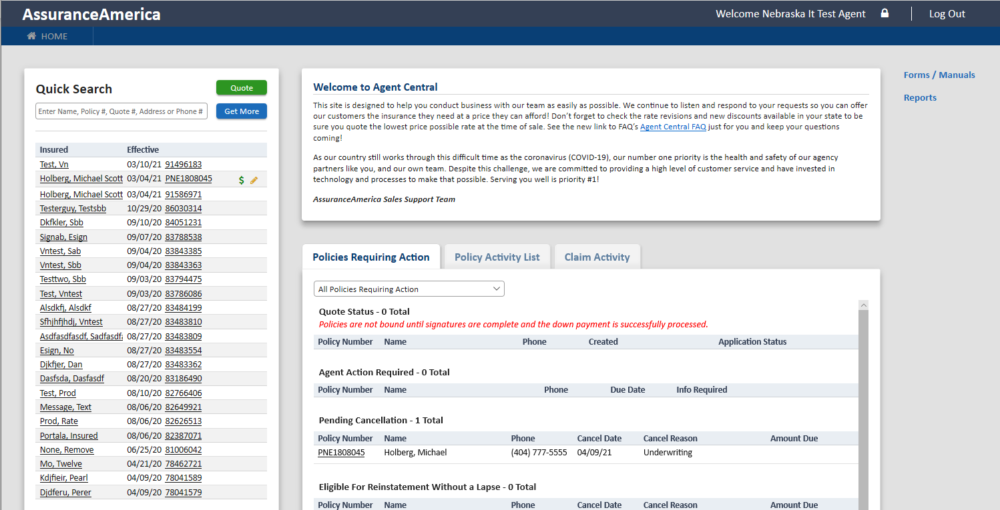 AssuranceAmerica
Welcome Nebraska It Test Agent
Log Out
HOME
Quick Search
Quote
Enter Name, Policy #, Quote #, Address or Phone #
Get More
Insured Effective
Test, Vn 03/10/21 91496183
Holberg, Michael Scott 03/04/21 PNE1808045 $
Holberg, Michael Scott 03/04/21 91586971
Testerguy, Testsbb 10/29/20 86030314
Dkfkler, Sbb 09/10/20 84051231
Signab, Esign 09/07/20 83788538
Vntest, Sab 09/04/20 83843385
Vntest, Sbb 09/04/20 83843363
Testtwo, Sbb 09/03/20 83794475
Test, Vntest 09/03/20 83786086
Alsdkfj, Alsdkf 08/27/20 83484199
Sfhjhfjhdj, Vntest 08/27/20 83483810
Asdfasdfasdf, Sadfasdfa 08/27/20 83483809
Esign, No 08/27/20 83483554
Djkfjer, Dan 08/27/20 83483362
Dasfsda, Dasfasdf 08/20/20 83186490
Test, Prod 08/10/20 82766406
Message, Text 08/06/20 82649921
Prod, Rate 08/06/20 82626513
Portala, Insured 08/06/20 82387071
None, Remove 06/25/20 81006042
Mo, Twelve 04/21/20 78462721
Kdjfieir, Pearl 04/09/20 78041589
Djdferu, Perer 04/09/20 78041579
Welcome to Agent Central
This site is designed to help you conduct business with our team as easily as possible. We continue to listen and respond to your requests so you can offer
our customers the insurance they need at a price they can afford! Don't forget to check the rate revisions and new discounts available in your state to be
sure you quote the lowest price possible rate at the time of sale. See the new link to FAQ's Agent Central FAQ just for you and keep your questions
coming!
As our country still works through this difficult time as the coronavirus (COVID-19), our number one priority is the health and safety of our agency
partners like you, and our own team. Despite this challenge, we are committed to providing a high level of customer service and have invested in
technology and processes to make that possible. Serving you well is priority #1!
AssuranceAmerica Sales Support Team
Forms / Manuals
Reports
Policies Requiring Action
Policy Activity List
Claim Activity
All Policies Requiring Action
Quote Status - 0 Total
Policies are not bound until signatures are complete and the down payment is successfully processed.
Policy Number Name Phone Created Application Status
Agent Action Required - 0 Total
Policy Number Name Phone Due Date Info Required
Pending Cancellation - 1 Total
Policy Number Name Phone Cancel Date Cancel Reason Amount Due
PNE1808045 Holberg, Michael (404) 777-5555 04/09/21 Underwriting
Eligible For Reinstatement Without a Lapse - 0 Total
Policy Number Name Phone Cancel Date Cancel Reason Amount Due